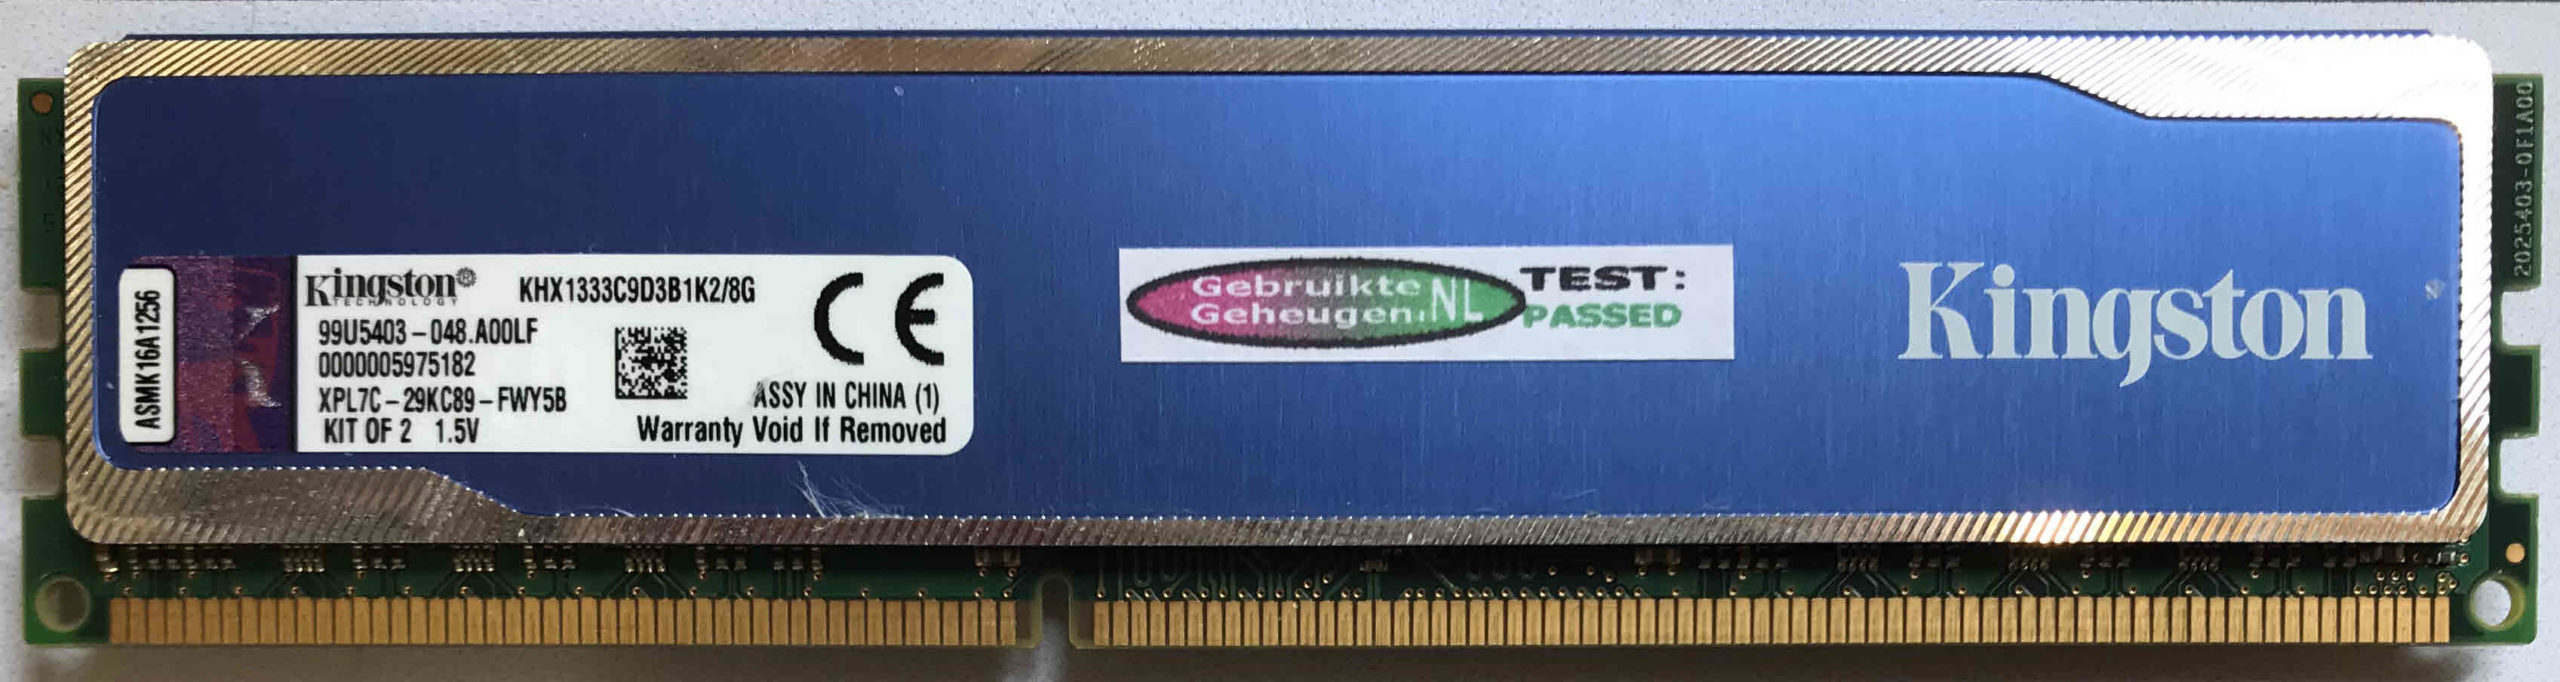 ASMK16A1256
Kingston® KHX1333C9D3B1K2/8G
TECHNOLOGY
99U5403-048.A00LF
0000005975182
XPL7C-29KC89-FWY5B
KIT OF 2 1.5V
CE
ASSY IN CHINA (1)
Warranty Void If Removed
Gebruikte
Geheugen.NL
TEST:
PASSED
Kingston
2025403-0F1A00